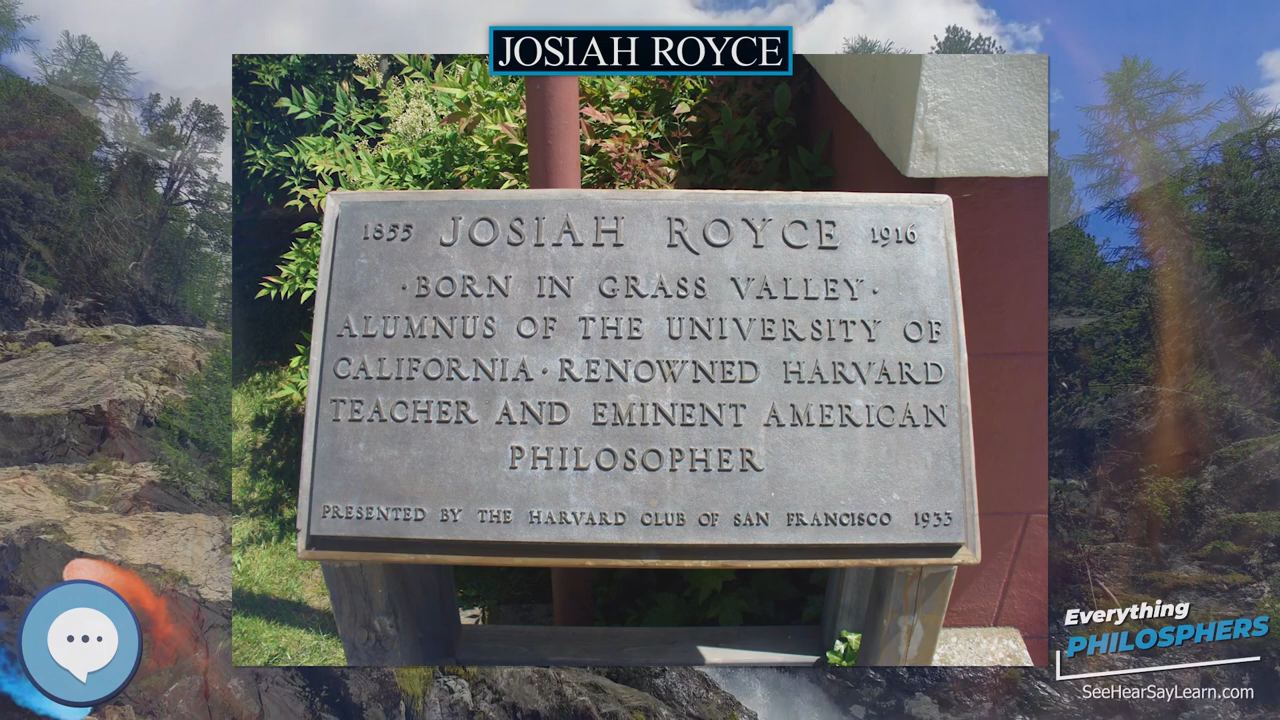 JOSIAH ROYCE
1855 JOSIAH ROYCE 1916
·BORN IN GRASS VALLEY·
ALUMNUS OF THE UNIVERSITY OF
CALIFORNIA·RENOWNED HARVARD
TEACHER AND EMINENT AMERICAN
PHILOSOPHER
PRESENTED BY THE HARVARD CLUB OF SAN FRANCISCO 1933
Everything
PHILOSPHERS
SeeHearSayLearn.com